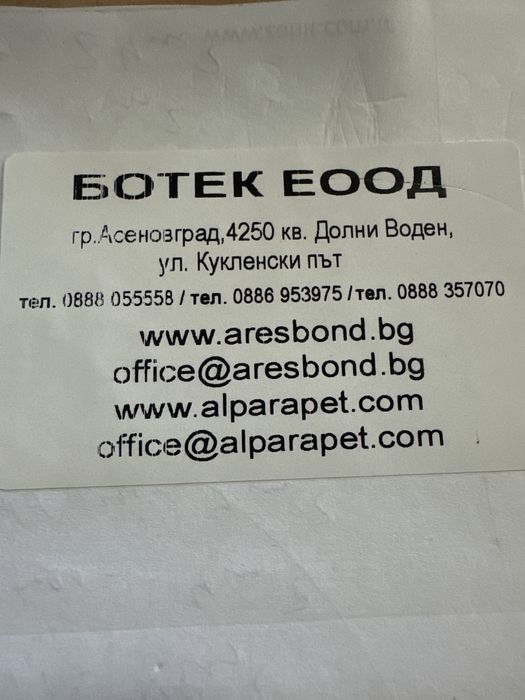 БОТЕК ЕООД
гр.Асеновград,4250 кв. Долни Воден,
ул. Кукленски път
тел. 0888 055558 / тел. 0886 953975 /тел. 0888 357070
www.aresbond.bg
office@aresbond.bg
www.alparapet.com
office@alparapet.com